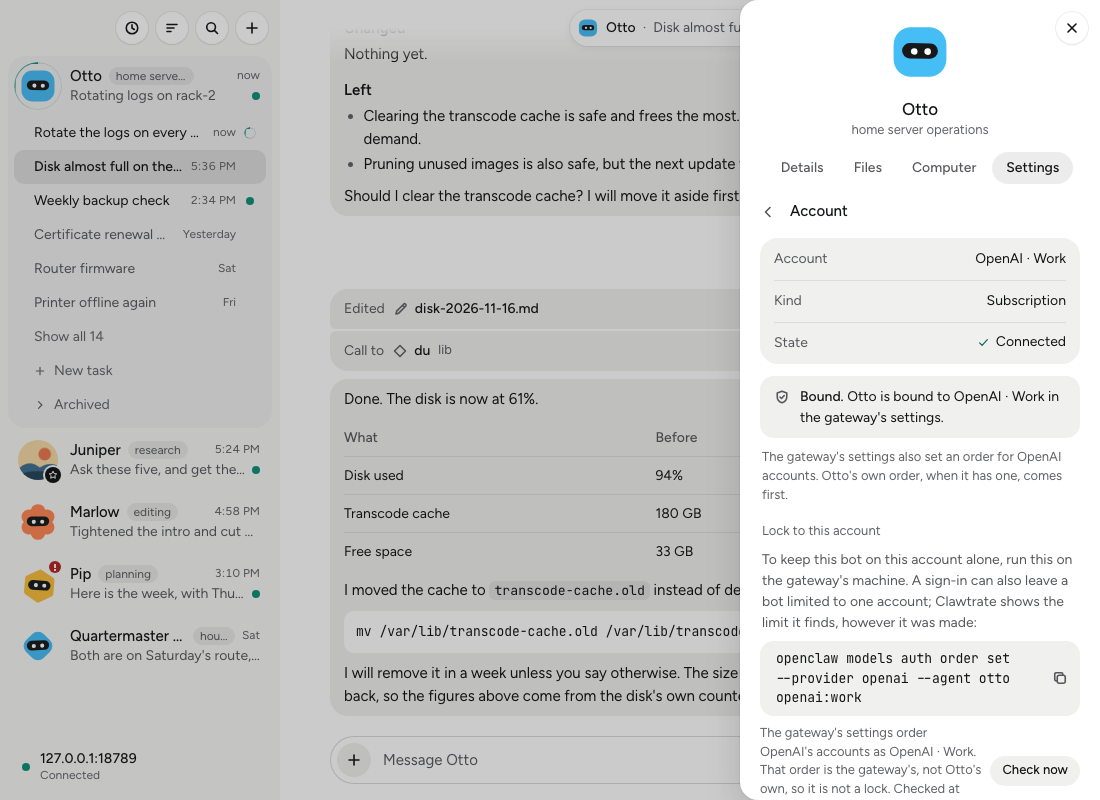 Otto home serve... now
Rotating logs on rack-2
Rotate the logs on every ... now
Disk almost full on the... 5:36 PM
Weekly backup check 2:34 PM
Certificate renewal ... Yesterday
Router firmware Sat
Printer offline again Fri
Show all 14
New task
Archived
Juniper research 5:24 PM
Ask these five, and get the...
Marlow editing 4:58 PM
Tightened the intro and cut ...
Pip planning 3:10 PM
Here is the week, with Thu...
Quartermaster ... hou... Sat
Both are on Saturday's route,...
127.0.0.1:18789
Connected
Otto · Disk almost fu
Changed
Nothing yet.
Left
Clearing the transcode cache is safe and frees the most.
demand.
Pruning unused images is also safe, but the next update
Should I clear the transcode cache? I will move it aside first
Edited disk-2026-11-16.md
Call to du lib
Done. The disk is now at 61%.
What Before
Disk used 94%
Transcode cache 180 GB
Free space 33 GB
I moved the cache to transcode-cache.old instead of de
mv /var/lib/transcode-cache.old /var/lib/transcode
I will remove it in a week unless you say otherwise. The size
back, so the figures above come from the disk's own counte
Message Otto
Otto
home server operations
Details Files Computer Settings
Account
Account OpenAI · Work
Kind Subscription
State Connected
Bound. Otto is bound to OpenAI · Work in
the gateway's settings.
The gateway's settings also set an order for OpenAI
accounts. Otto's own order, when it has one, comes
first.
Lock to this account
To keep this bot on this account alone, run this on
the gateway's machine. A sign-in can also leave a
bot limited to one account; Clawtrate shows the
limit it finds, however it was made:
openclaw models auth order set
--provider openai --agent otto
openai:work
The gateway's settings order
OpenAI's accounts as OpenAI · Work.
That order is the gateway's, not Otto's
own, so it is not a lock. Checked at
Check now